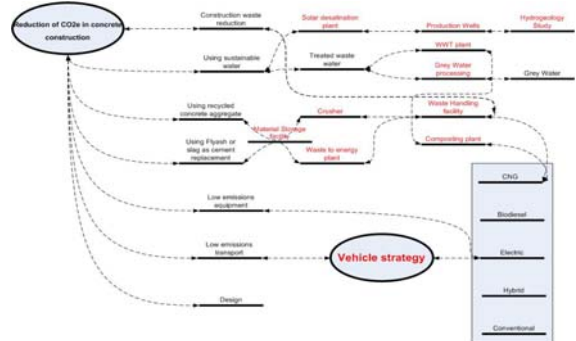 Reduction of CO2e in concrete
construction
Construction waste
reduction
Solar desalination
plant
Production Wells
Hydrogeology
Study
Using sustainable
water
Treated waste
water
WWT plant
Grey Water
processing
Grey Water
Using recycled
concrete aggregate
Crusher
Waste Handling
facility
Material Storage
Using Flyash or
slag as cement
replacement
Waste to energy
plant
Composting plant
CNG
Low emissions
equipment
Biodiesel
Low emissions
transport
Vehicle strategy
Electric
Hybrid
Design
Conventional